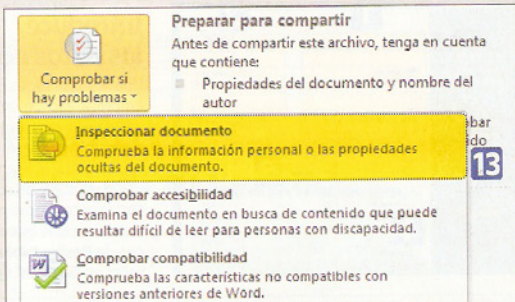 Preparar para compartir
Antes de compartir este archivo, tenga en cuenta
que contiene:
Comprobar si
hay problemas
Propiedades del documento y nombre del
autor
Inspeccionar documento
Comprueba la información personal o las propiedades
ocultas del documento.
bar
do
13
Comprobar accesibilidad
Examina el documento en busca de contenido que puede
resultar difícil de leer para personas con discapacidad.
Comprobar compatibilidad
Comprueba las características no compatibles con
versiones anteriores de Word.